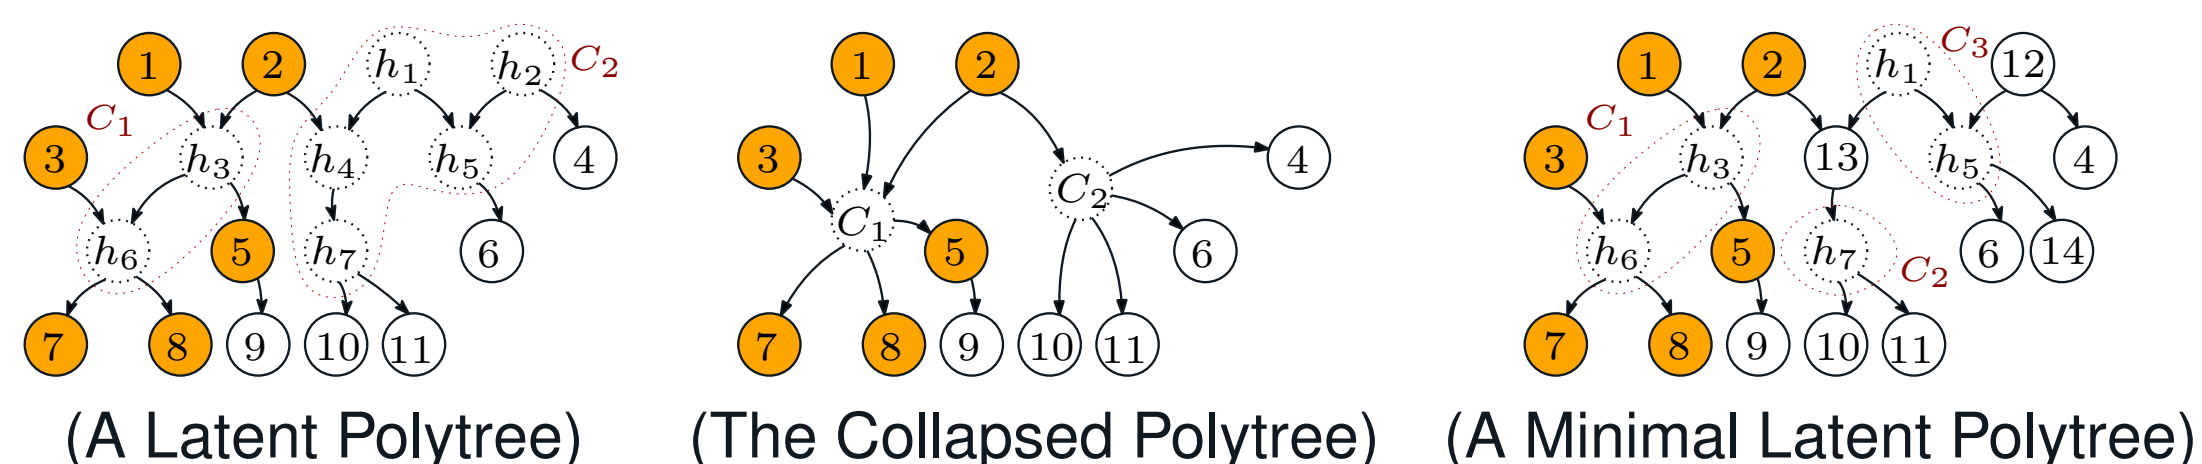 1 2 h₁ h₂ C₂
C₁
3 h₃ h₄ h₅ 4
h₆ 5 h₇ 6
7 8 9 10 11
(A Latent Polytree)
1 2
3 4
C₂
C₁ 5 6
7 8 9 10 11
(The Collapsed Polytree)
1 2 h₁ C₃ 12
C₁
3 h₃ 13 h₅ 4
h₆ 5 h₇ 6 14
C₂
7 8 9 10 11
(A Minimal Latent Polytree)